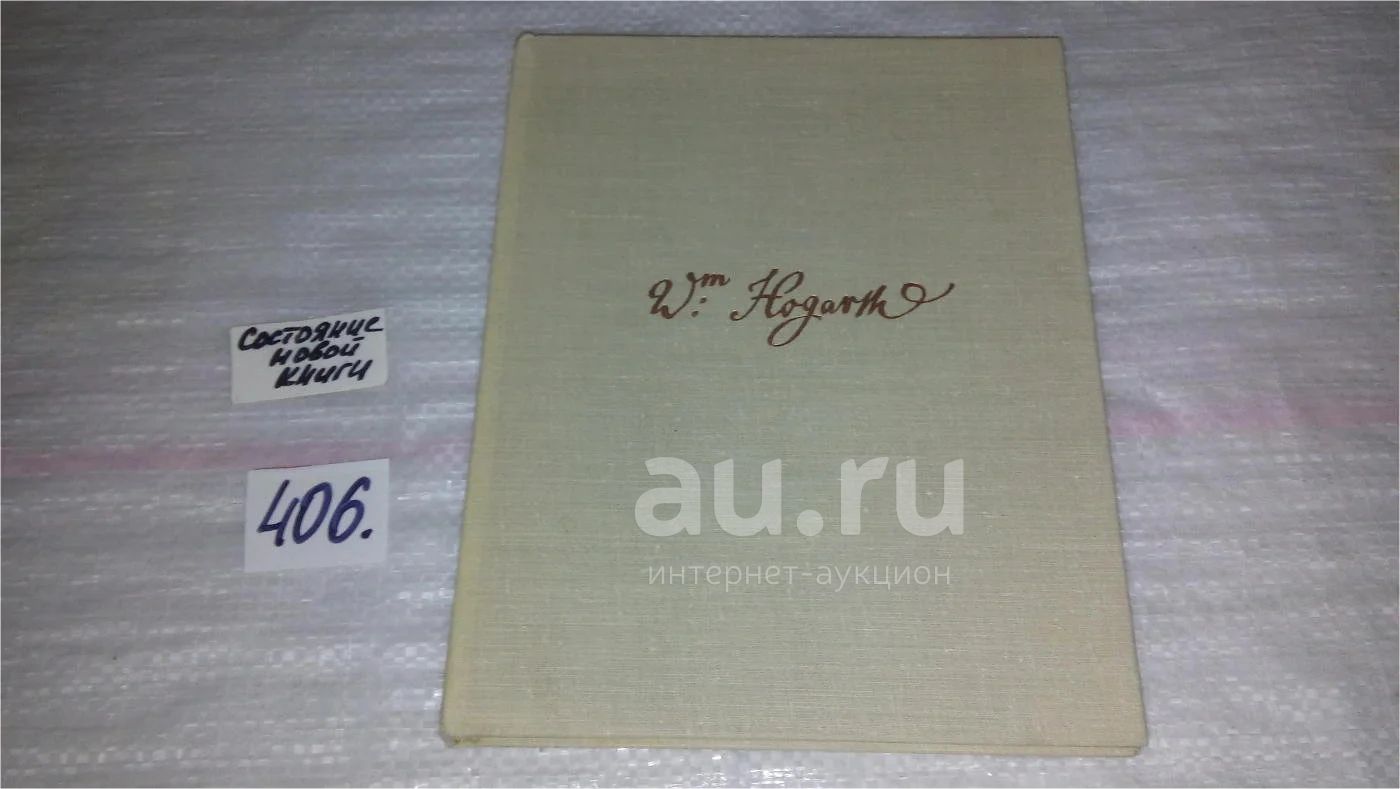 Wm: Hogarth
Состояние
новой
книги
406.
au.ru
интернет-аукцион